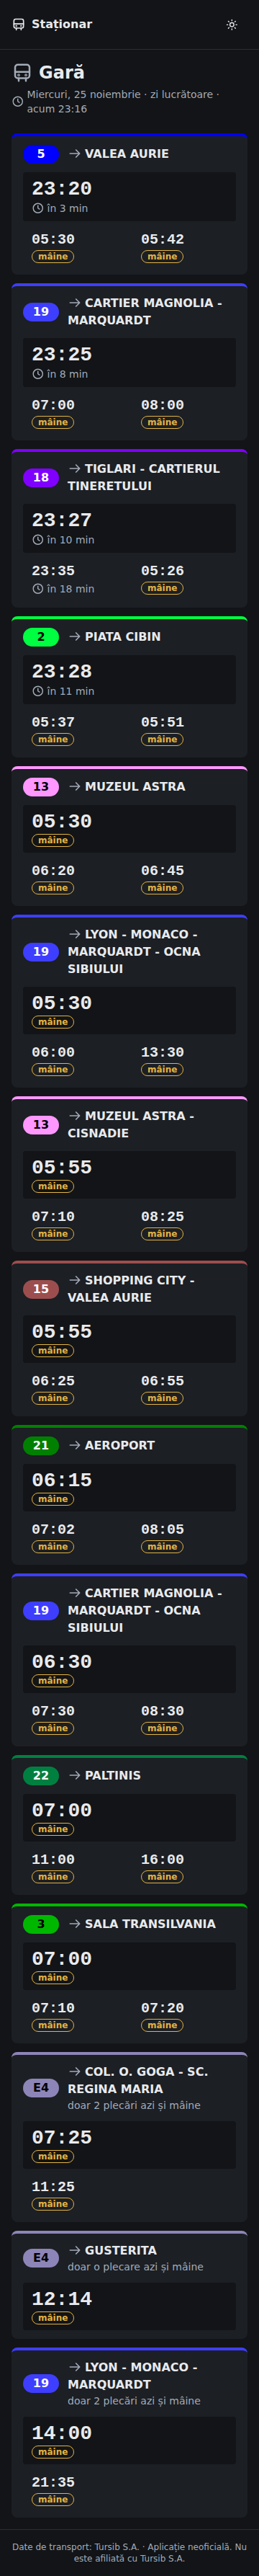 Staționar
Gară
Miercuri, 25 noiembrie · zi lucrătoare ·
acum 23:16
5 → VALEA AURIE
23:20
în 3 min
05:30 05:42
mâine mâine
19 → CARTIER MAGNOLIA -
MARQUARDT
23:25
în 8 min
07:00 08:00
mâine mâine
18 → TIGLARI - CARTIERUL
TINERETULUI
23:27
în 10 min
23:35 05:26
în 18 min mâine
2 → PIATA CIBIN
23:28
în 11 min
05:37 05:51
mâine mâine
13 → MUZEUL ASTRA
05:30
mâine
06:20 06:45
mâine mâine
19 → LYON - MONACO -
MARQUARDT - OCNA
SIBIULUI
05:30
mâine
06:00 13:30
mâine mâine
13 → MUZEUL ASTRA -
CISNADIE
05:55
mâine
07:10 08:25
mâine mâine
15 → SHOPPING CITY -
VALEA AURIE
05:55
mâine
06:25 06:55
mâine mâine
21 → AEROPORT
06:15
mâine
07:02 08:05
mâine mâine
19 → CARTIER MAGNOLIA -
MARQUARDT - OCNA
SIBIULUI
06:30
mâine
07:30 08:30
mâine mâine
22 → PALTINIS
07:00
mâine
11:00 16:00
mâine mâine
3 → SALA TRANSILVANIA
07:00
mâine
07:10 07:20
mâine mâine
E4 → COL. O. GOGA - SC.
REGINA MARIA
doar 2 plecări azi și mâine
07:25
mâine
11:25
mâine
E4 → GUSTERITA
doar o plecare azi și mâine
12:14
mâine
19 → LYON - MONACO -
MARQUARDT
doar 2 plecări azi și mâine
14:00
mâine
21:35
mâine
Date de transport: Tursib S.A. · Aplicație neoficială. Nu
este afiliată cu Tursib S.A.